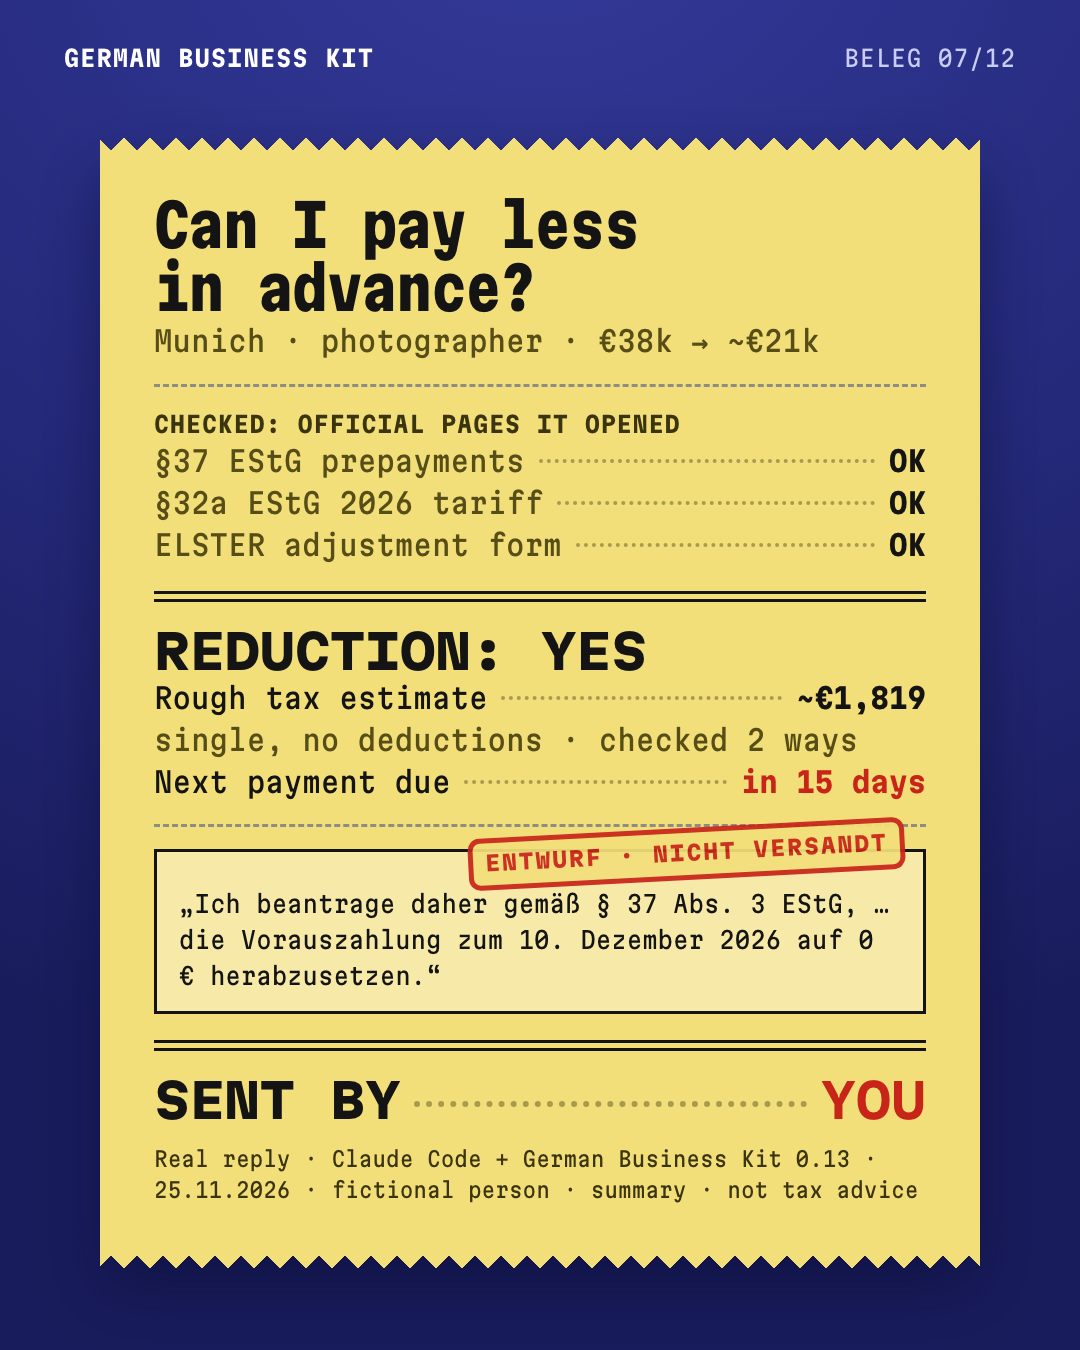 GERMAN BUSINESS KIT
BELEG 07/12
Can I pay less
in advance?
Munich · photographer · €38k → ~€21k
CHECKED: OFFICIAL PAGES IT OPENED
§37 EStG prepayments OK
§32a EStG 2026 tariff OK
ELSTER adjustment form OK
REDUCTION: YES
Rough tax estimate ~€1,819
single, no deductions · checked 2 ways
Next payment due in 15 days
ENTWURF · NICHT VERSANDT
„Ich beantrage daher gemäß § 37 Abs. 3 EStG, …
die Vorauszahlung zum 10. Dezember 2026 auf 0
€ herabzusetzen.“
SENT BY YOU
Real reply · Claude Code + German Business Kit 0.13 ·
25.11.2026 · fictional person · summary · not tax advice